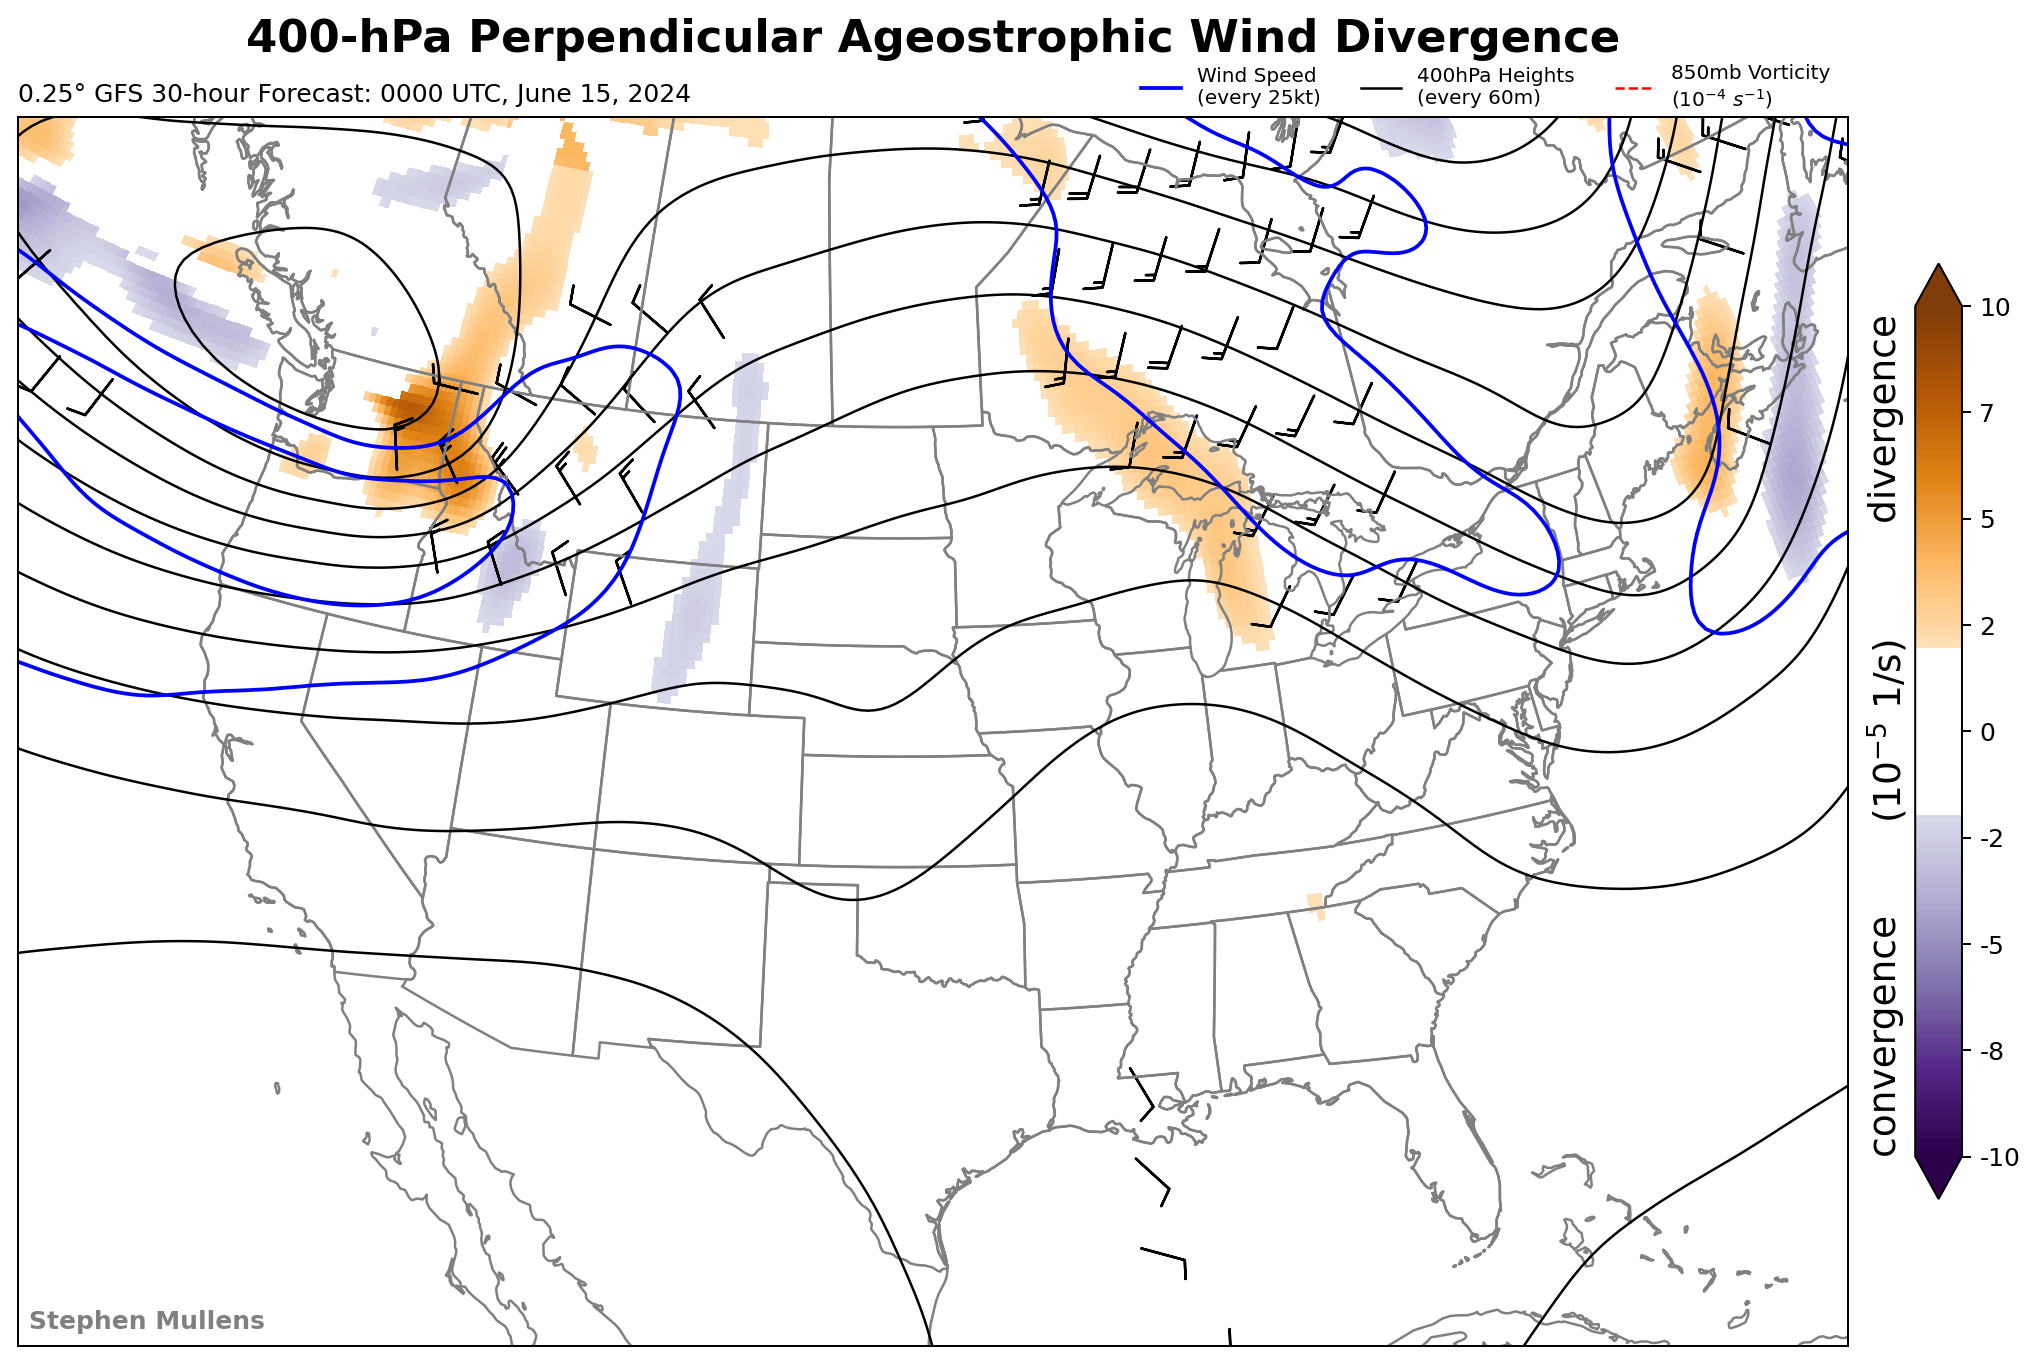 400-hPa Perpendicular Ageostrophic Wind Divergence
0.25° GFS 30-hour Forecast: 0000 UTC, June 15, 2024
Wind Speed
(every 25kt)
400hPa Heights
(every 60m)
850mb Vorticity
(10⁻⁴ s⁻¹)
10
7
5
2
0
-2
-5
-8
-10
convergence (10⁻⁵ 1/s) divergence
Stephen Mullens